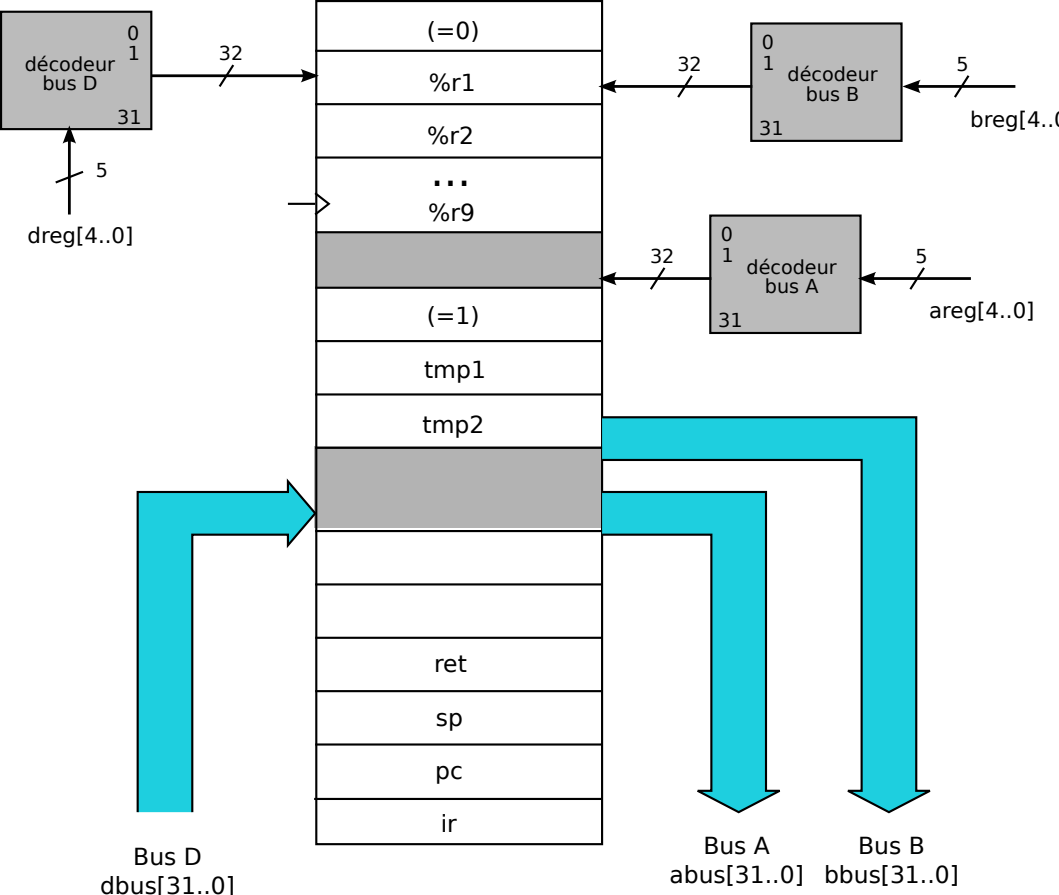 0
1
décodeur
bus D
31
32
5
dreg[4..0]
(=0)
%r1
%r2
...
%r9
(=1)
tmp1
tmp2
ret
sp
pc
ir
32
0
1
décodeur
bus B
31
5
breg[4..0
32
0
1
décodeur
bus A
31
5
areg[4..0]
Bus D
dbus[31..0]
Bus A
abus[31..0]
Bus B
bbus[31..0]